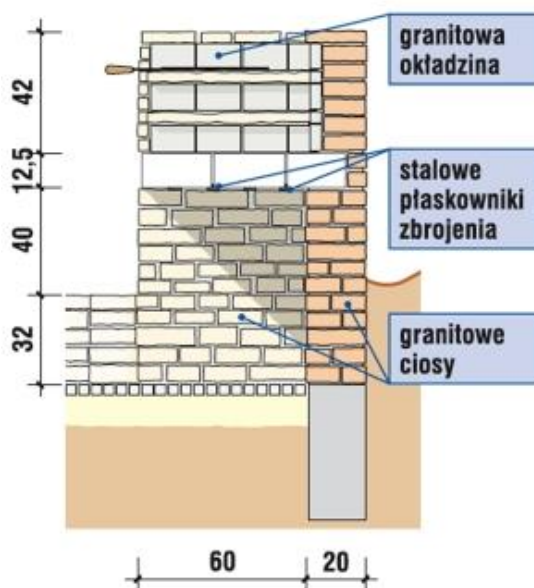 granitowa
okładzina
stalowe
płaskowniki
zbrojenia
granitowe
ciosy
42
12,5
40
32
60
20